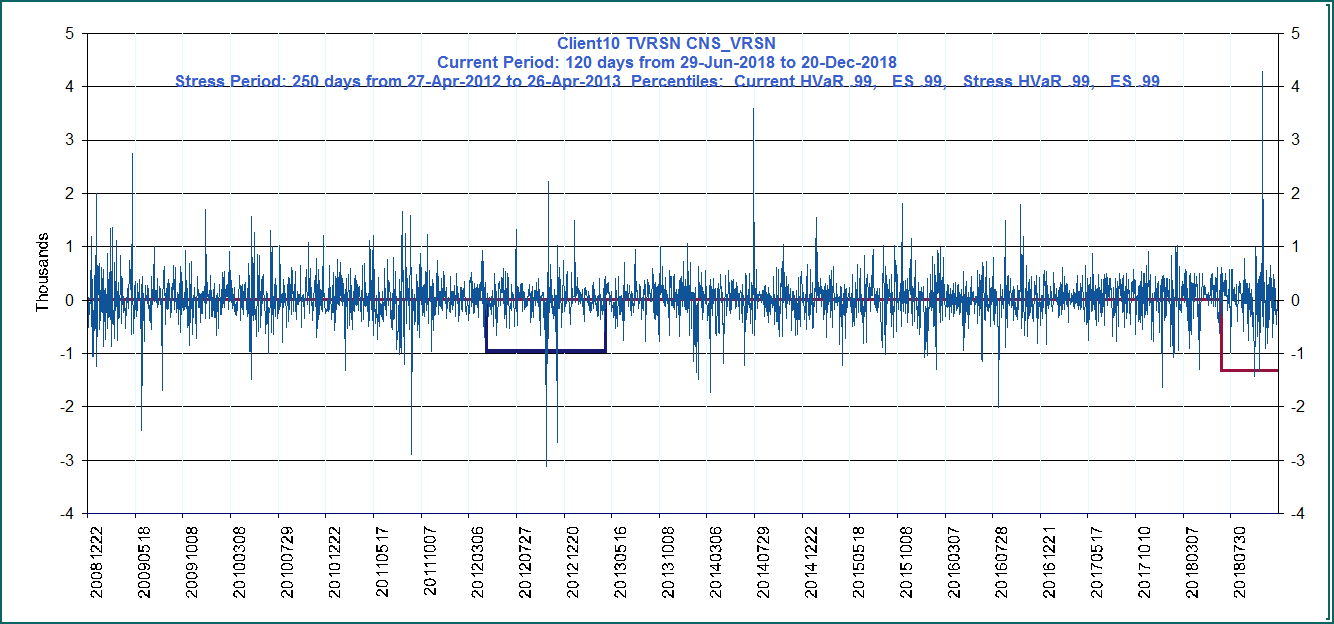 Client10 TVRSN CNS_VRSN
Current Period: 120 days from 29-Jun-2018 to 20-Dec-2018
Stress Period: 250 days from 27-Apr-2012 to 26-Apr-2013 Percentiles: Current HVaR .99, ES .99, Stress HVaR .99, ES .99
5 5
4 4
3 3
2 2
1 1
0 0
-1 -1
-2 -2
-3 -3
-4 -4
Thousands
20081222 20090518 20091008 20100308 20100729 20101222 20110517 20111007 20120306 20120727 20121220 20130516 20131008 20140306 20140729 20141222 20150518 20151008 20160307 20160728 20161221 20170517 20171010 20180307 20180730